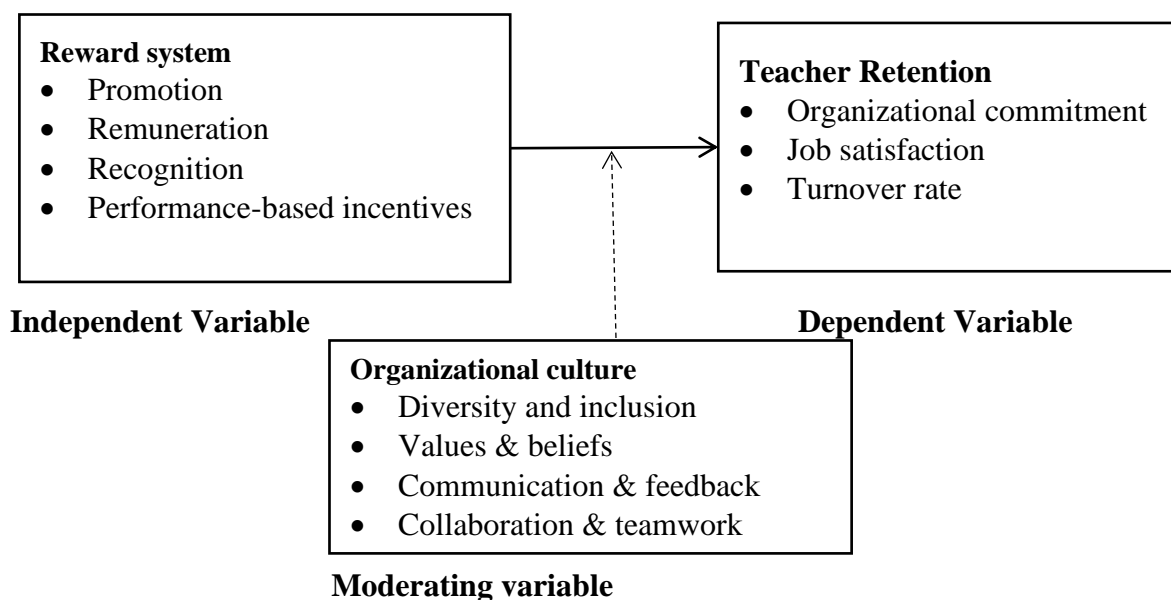 Reward system
• Promotion
• Remuneration
• Recognition
• Performance-based incentives
Teacher Retention
• Organizational commitment
• Job satisfaction
• Turnover rate
Independent Variable
Dependent Variable
Organizational culture
• Diversity and inclusion
• Values & beliefs
• Communication & feedback
• Collaboration & teamwork
Moderating variable